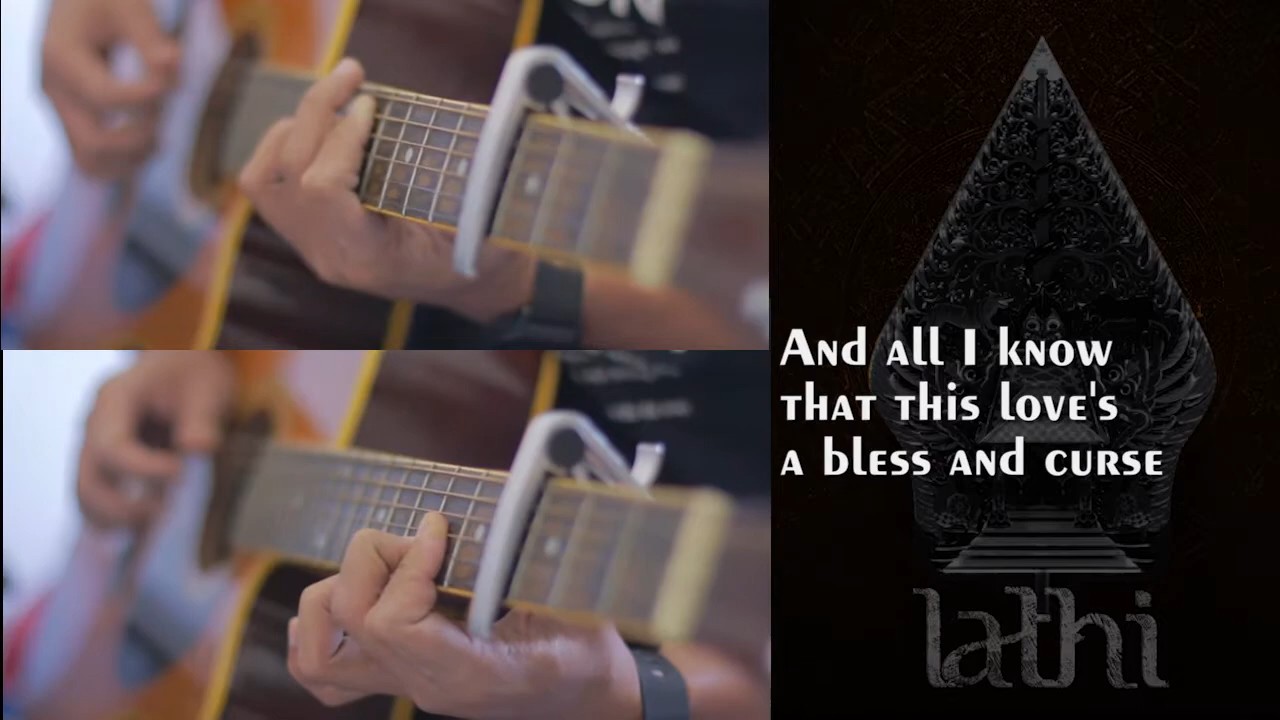 And all I know
that this love's
a bless and curse
lathi